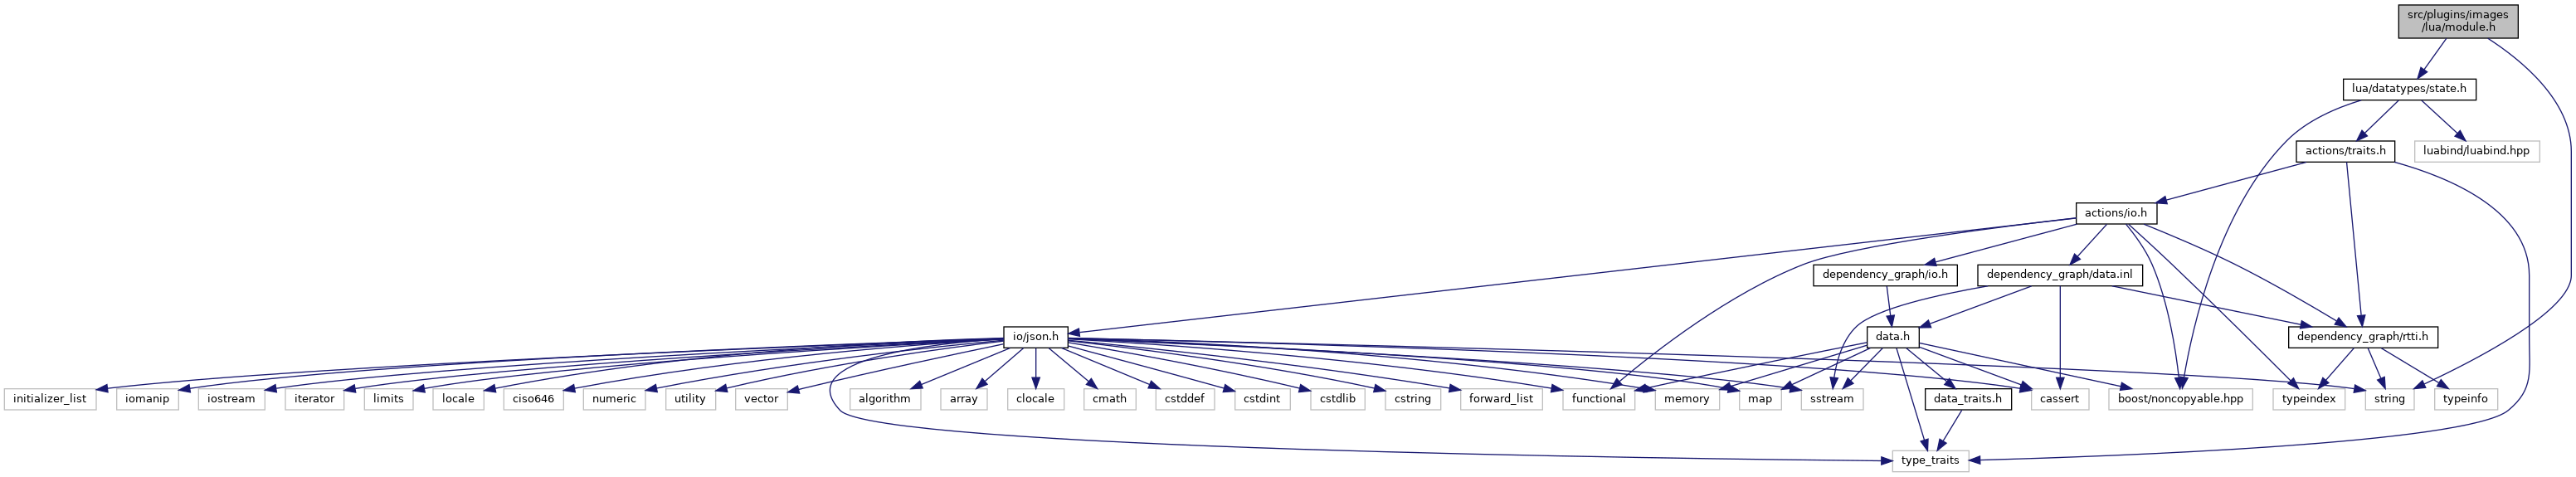 src/plugins/images
/lua/module.h
lua/datatypes/state.h
actions/traits.h
luabind/luabind.hpp
actions/io.h
dependency_graph/io.h
dependency_graph/data.inl
io/json.h
data.h
dependency_graph/rtti.h
initializer_list
iomanip
iostream
iterator
limits
locale
ciso646
numeric
utility
vector
algorithm
array
clocale
cmath
cstddef
cstdint
cstdlib
cstring
forward_list
functional
memory
map
sstream
data_traits.h
cassert
boost/noncopyable.hpp
typeindex
string
typeinfo
type_traits